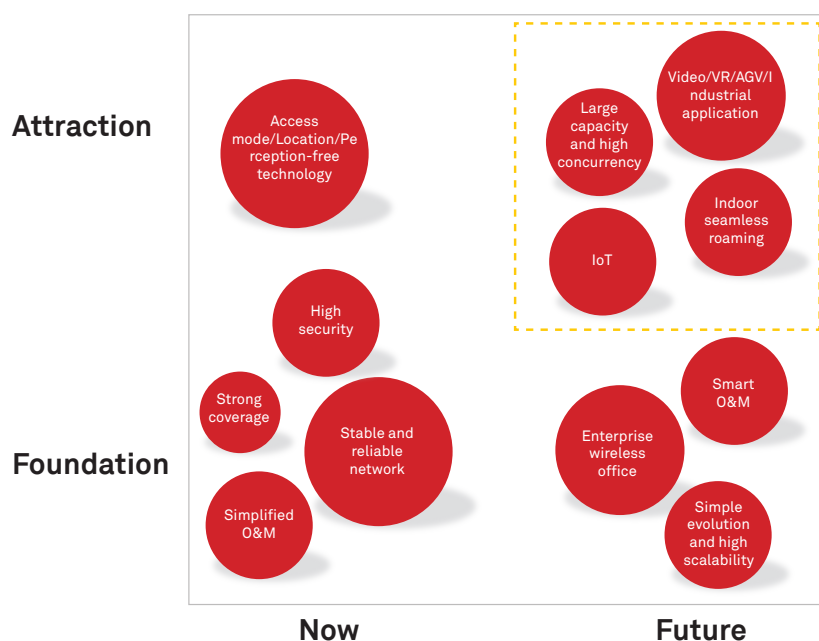 Attraction
Access
mode/Location/Pe
rception-free
technology
Large
capacity
and high
concurrency
Video/VR/AGV/I
ndustrial
application
IoT
Indoor
seamless
roaming
Foundation
High
security
Strong
coverage
Stable and
reliable
network
Simplified
O&M
Enterprise
wireless
office
Smart
O&M
Simple
evolution
and high
scalability
Now
Future